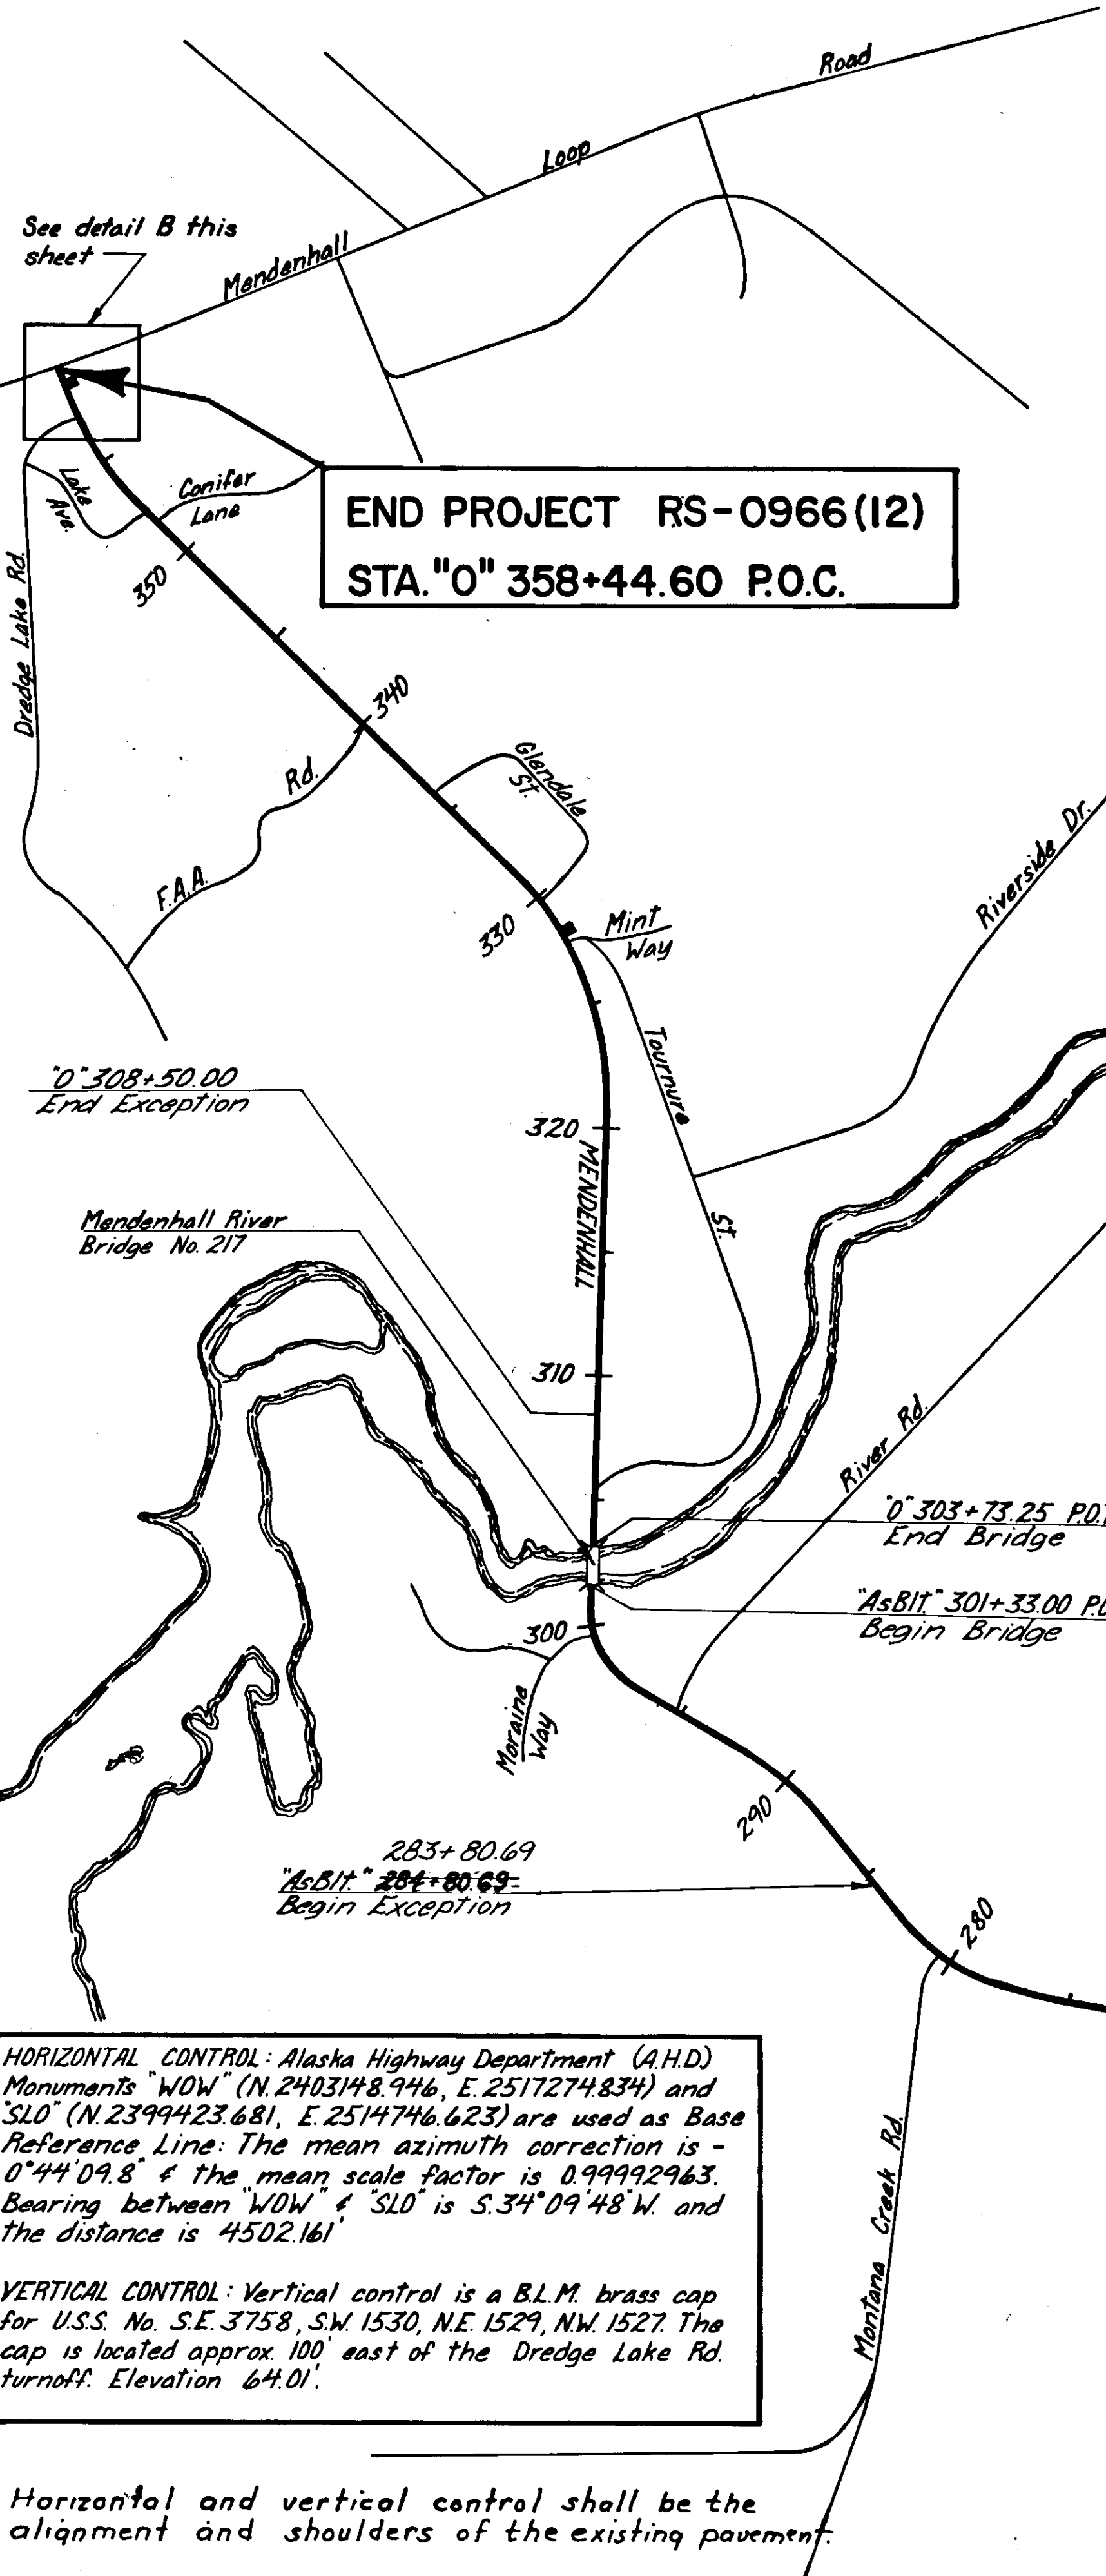 Road
Loop
Mendenhall
See detail B this
sheet
Lake
Ave.
Conifer
Lane
END PROJECT RS-0966(12)
STA."O" 358+44.60 P.O.C.
350
Dredge Lake Rd.
340
Rd.
F.A.A.
Glendale
St.
330
Mint
Way
Riverside Dr.
Tournure
St.
"O" 308+50.00
End Exception
320
MENDENHALL
Mendenhall River
Bridge No. 217
310
River Rd.
"O" 303+73.25
End Bridge
"AsBlt." 301+33.00
Begin Bridge
300
Moraine
Way
290
283+80.69
"AsBlt." 284+80.69
Begin Exception
280
HORIZONTAL CONTROL: Alaska Highway Department (A.H.D.)
Monuments "WOW" (N.2403148.946, E.2517274.834) and
"SLO" (N.2399423.681, E.2514746.623) are used as Base
Reference Line: The mean azimuth correction is -
0°44'09.8" & the mean scale factor is 0.99992963.
Bearing between "WOW" & "SLO" is S.34°09'48"W. and
the distance is 4502.161'
VERTICAL CONTROL: Vertical control is a B.L.M. brass cap
for U.S.S. No. S.E. 3758, S.W. 1530, N.E. 1529, N.W. 1527. The
cap is located approx. 100' east of the Dredge Lake Rd.
turnoff. Elevation 64.01'.
Montana Creek Rd.
Horizontal and vertical control shall be the
alignment and shoulders of the existing pavement.